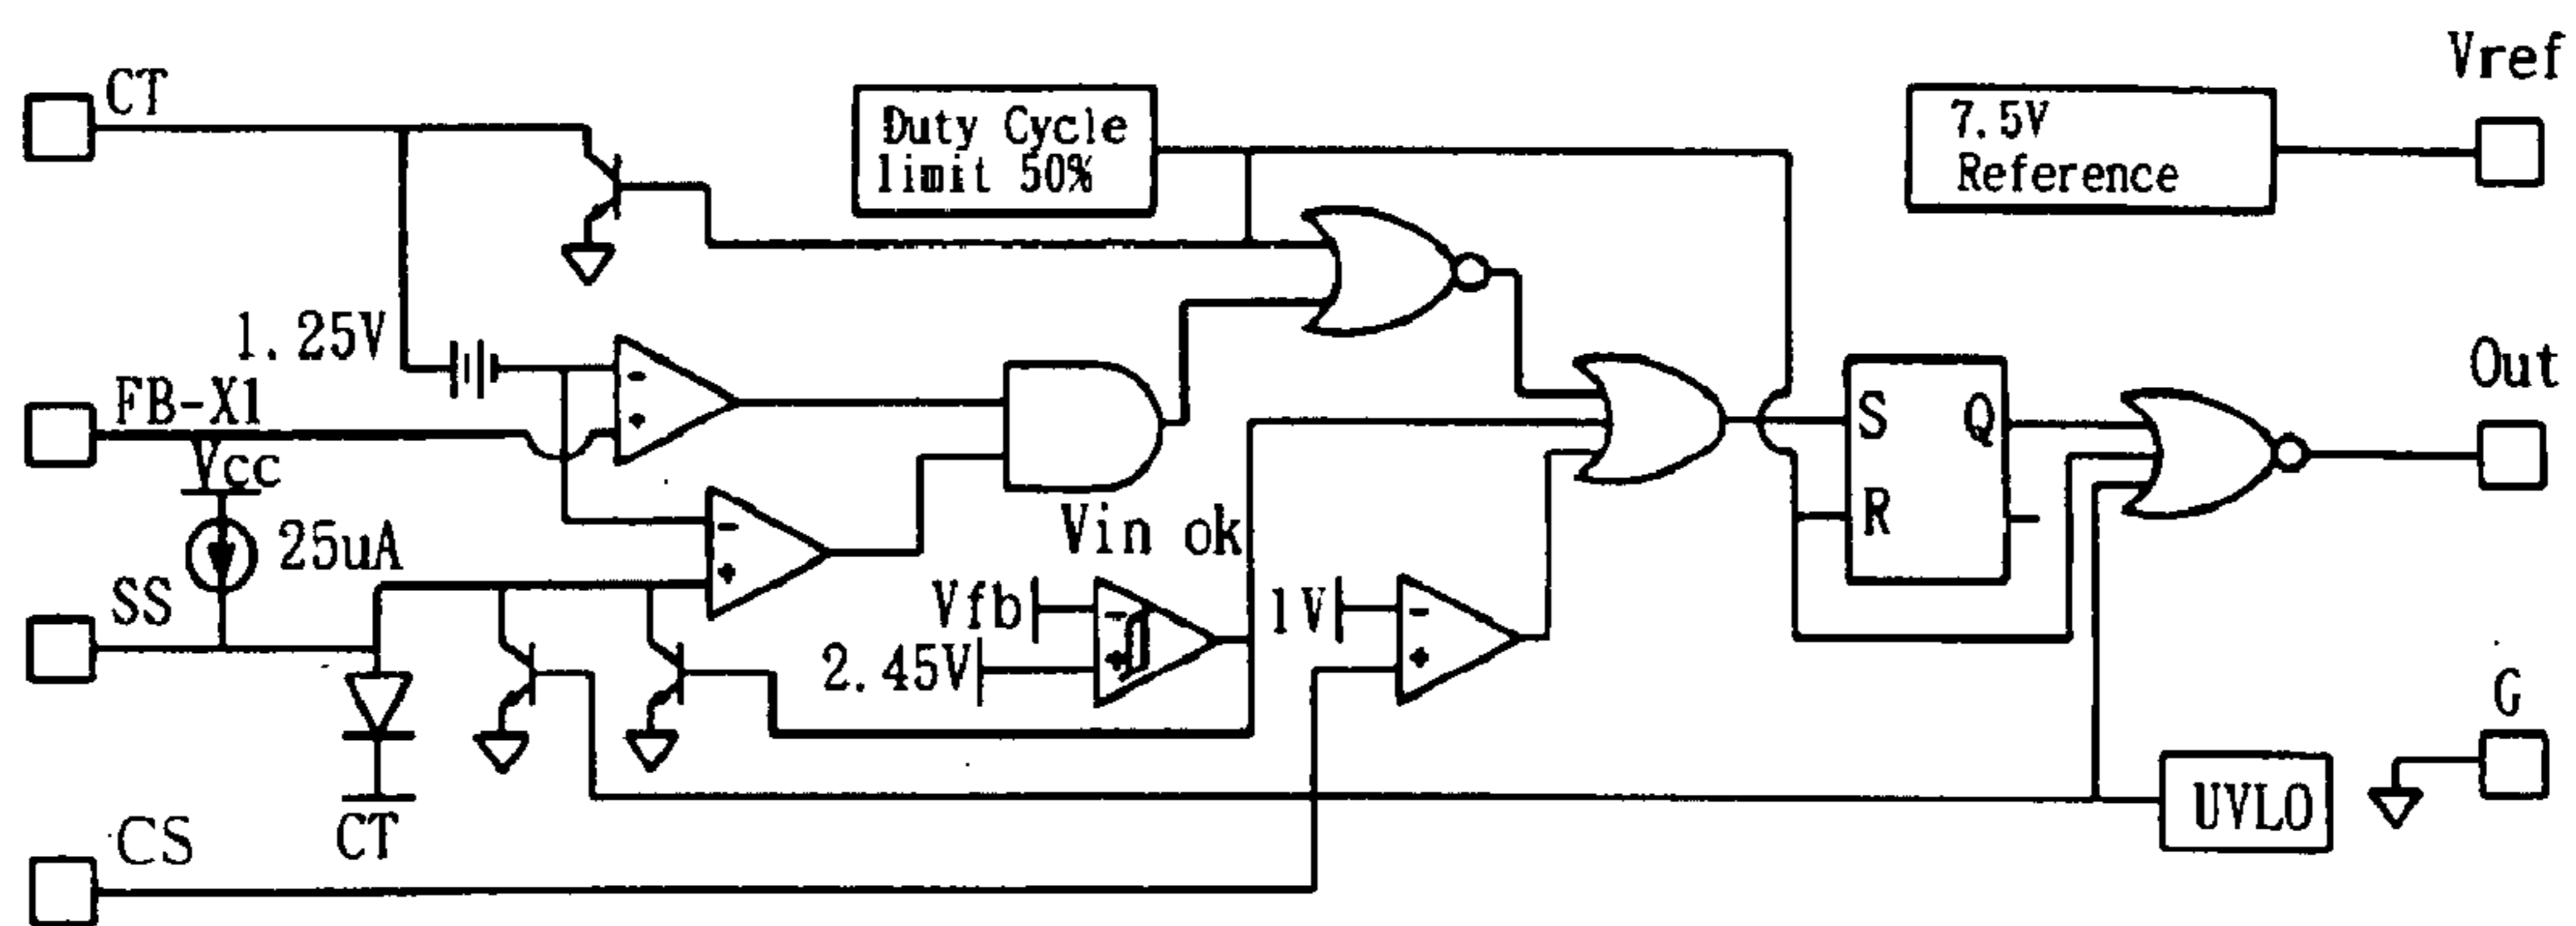 CT
Vref
Duty Cycle
limit 50%
7.5V
Reference
1.25V
-
+
FB-X1
Out
Vcc
S
Q
25uA
-
+
Vin ok
R
SS
Vfb
-
1V
-
2.45V
+
+
G
CT
UVLO
CS